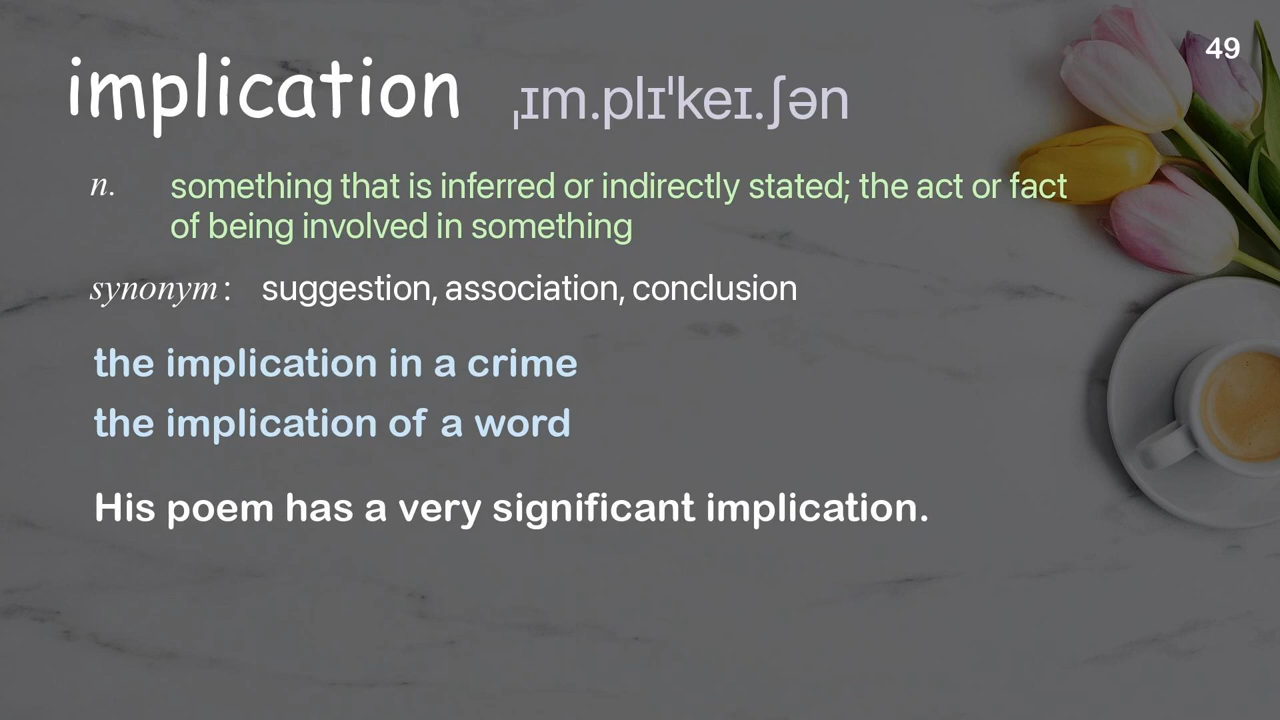 49
implication ˌɪm.plɪˈkeɪ.ʃən
n. something that is inferred or indirectly stated; the act or fact
of being involved in something
synonym: suggestion, association, conclusion
the implication in a crime
the implication of a word
His poem has a very significant implication.